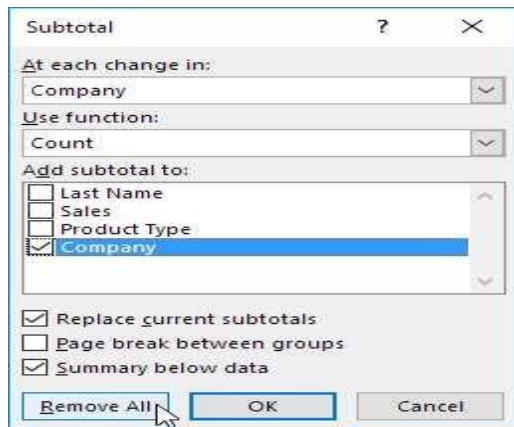 Subtotal ?
At each change in:
Company
Use function:
Count
Add subtotal to:
Last Name
Sales
Product Type
Company
Replace current subtotals
Page break between groups
Summary below data
Remove All OK Cancel